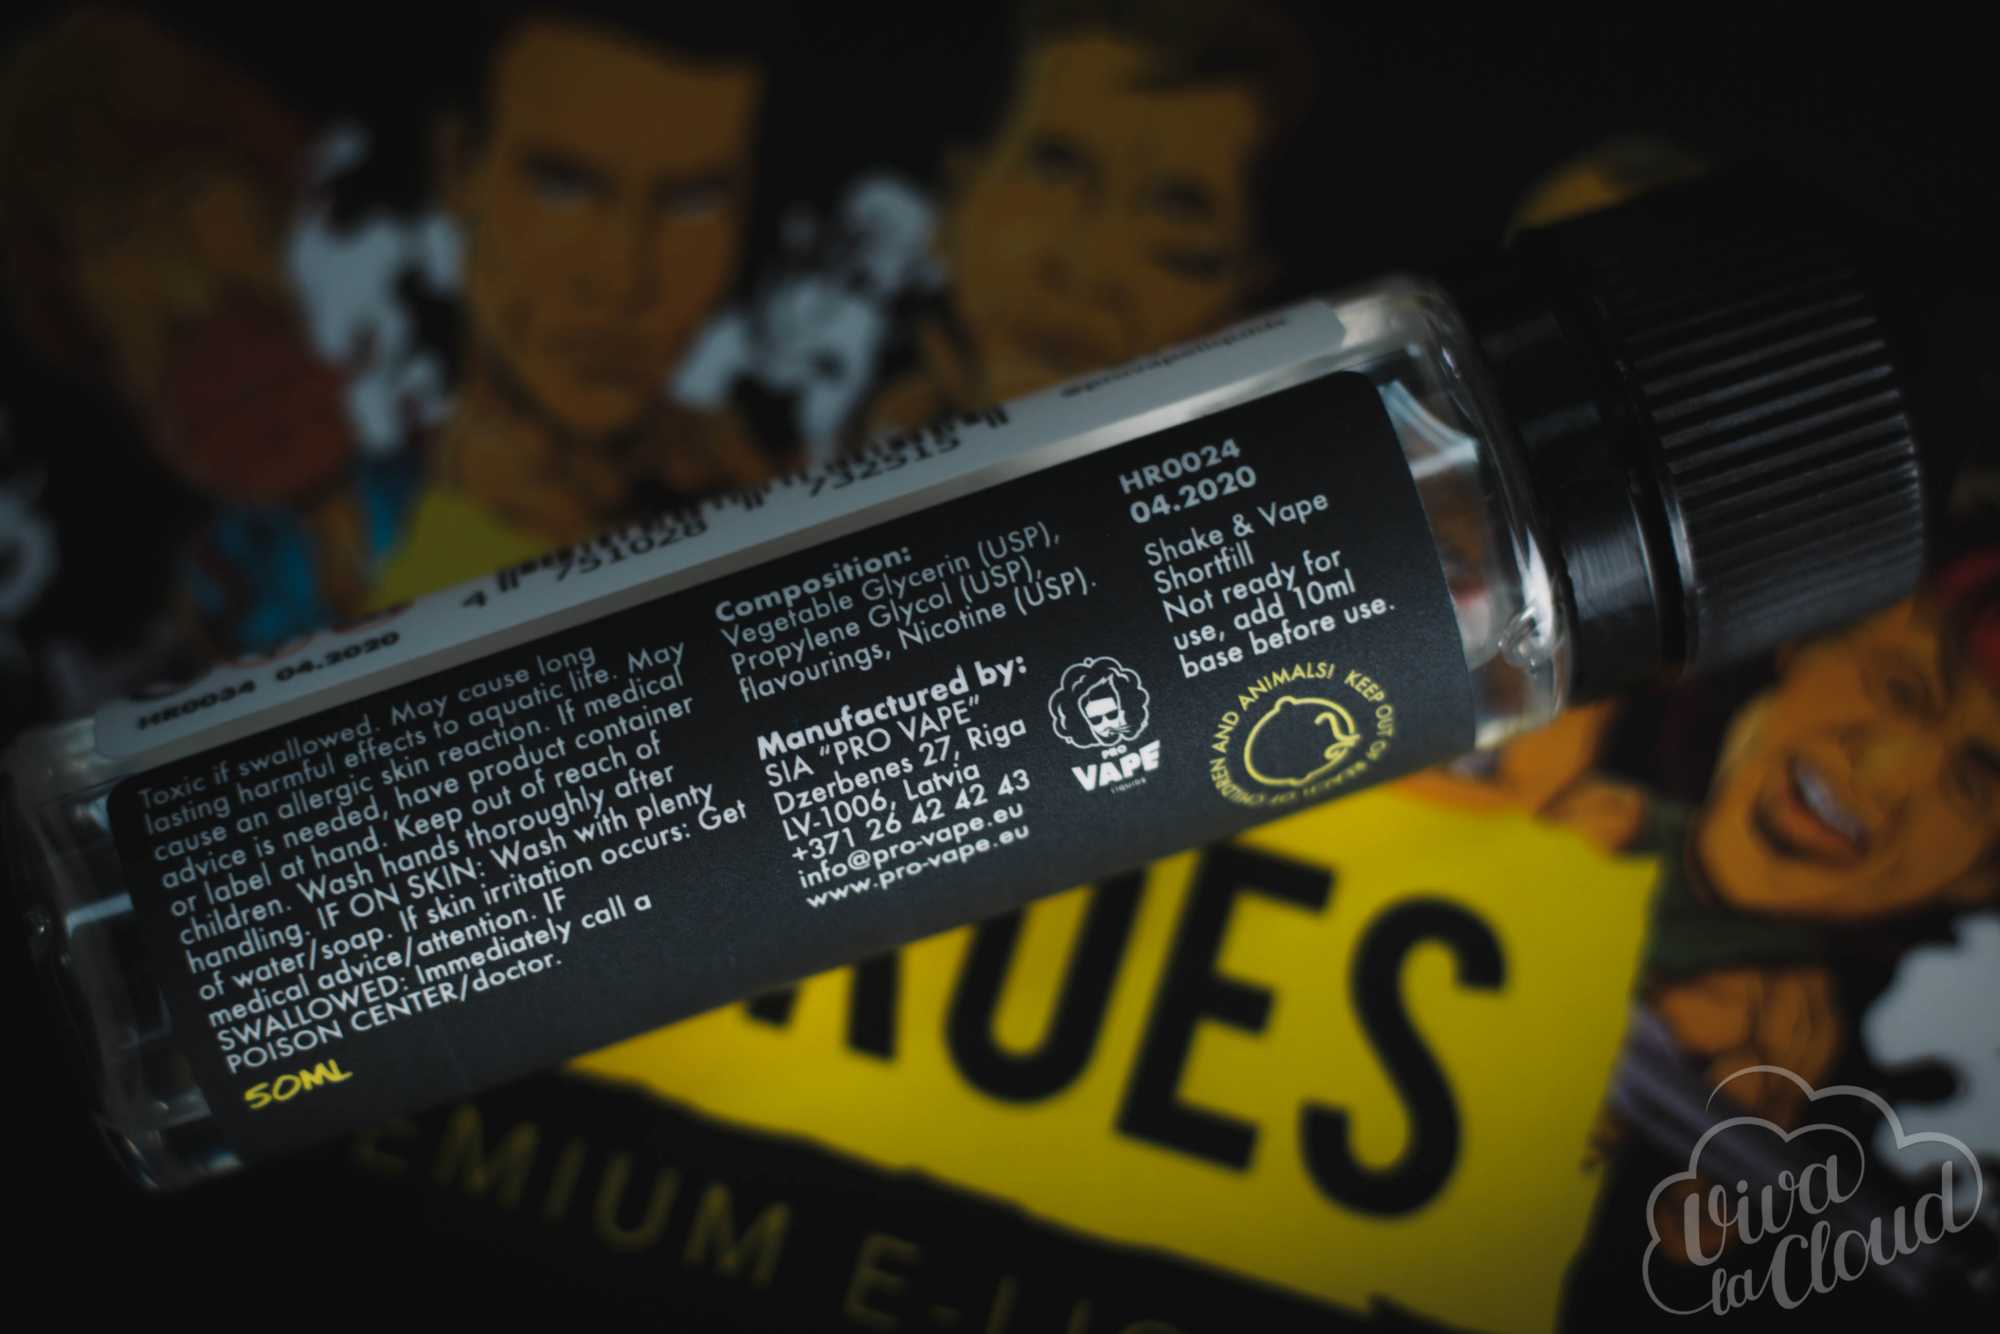 HR0034 04.2020
4 751028 732515
Toxic if swallowed. May cause long
lasting harmful effects to aquatic life. May
cause an allergic skin reaction. If medical
advice is needed, have product container
or label at hand. Keep out of reach of
children. Wash hands thoroughly after
handling. IF ON SKIN: Wash with plenty
of water/soap. If skin irritation occurs: Get
medical advice/attention. IF
SWALLOWED: Immediately call a
POISON CENTER/doctor.
50ML
Composition:
Vegetable Glycerin (USP),
Propylene Glycol (USP),
flavourings, Nicotine (USP).
Manufactured by:
SIA "PRO VAPE"
Dzerbenes 27, Riga
LV-1006, Latvia
+371 26 42 42 43
info@pro-vape.eu
www.pro-vape.eu
PRO
VAPE
LIQUIDS
HR0024
04.2020
Shake & Vape
Shortfill
Not ready for
use, add 10ml
base before use.
KEEP OUT OF REACH OF CHILDREN AND ANIMALS!
Viva
la Cloud